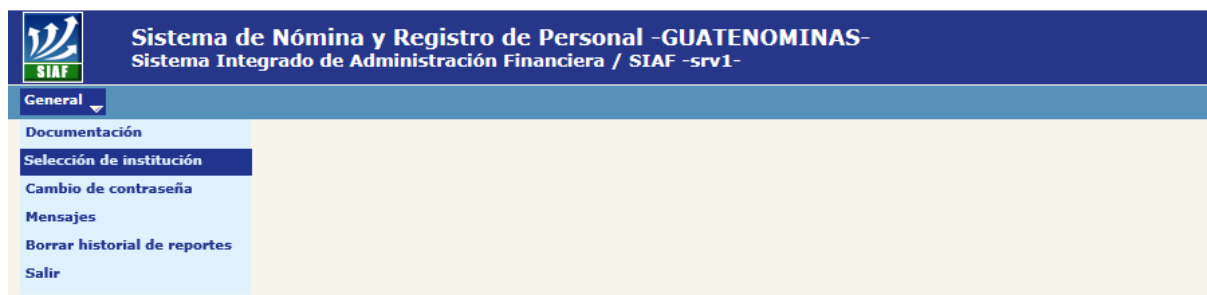 Sistema de Nómina y Registro de Personal -GUATENOMINAS-
Sistema Integrado de Administración Financiera / SIAF -srv1-
SIAF
General
Documentación
Selección de institución
Cambio de contraseña
Mensajes
Borrar historial de reportes
Salir